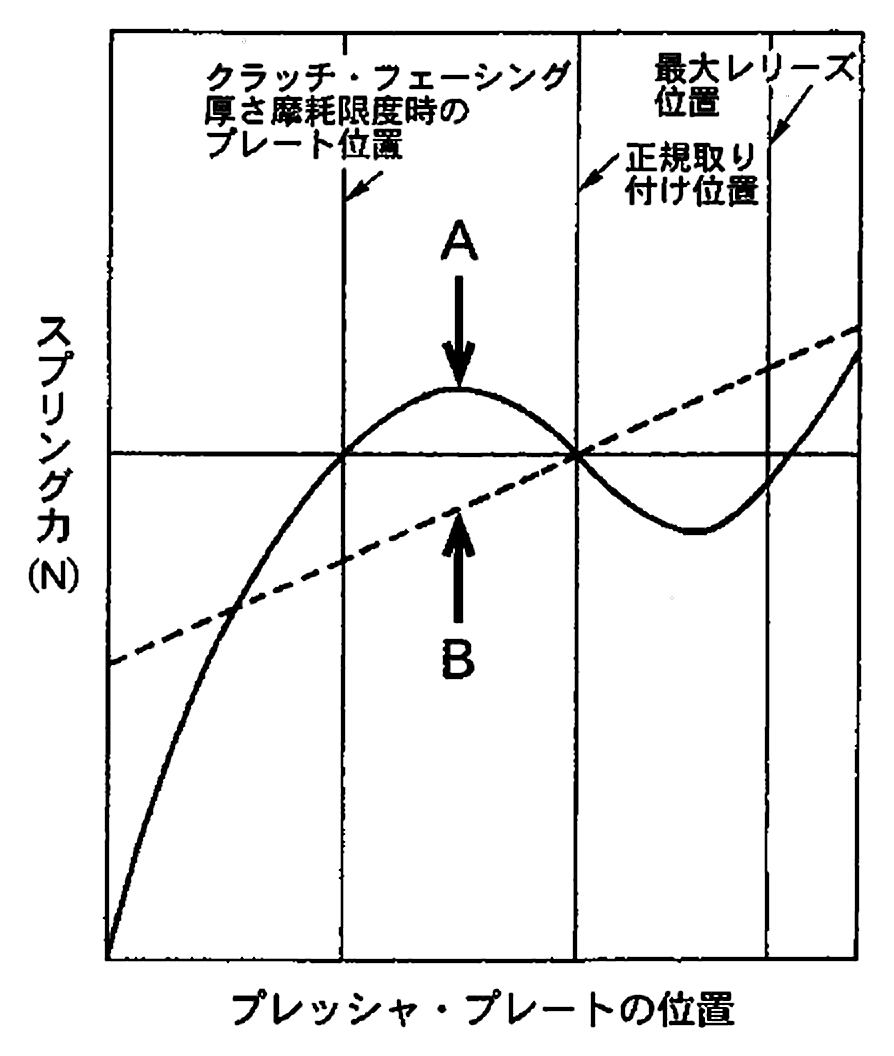 クラッチ・フェーシング
厚さ摩耗限度時の
プレート位置
最大レリーズ
位置
正規取り
付け位置
A
スプリング力
(N)
B
プレッシャ・プレートの位置